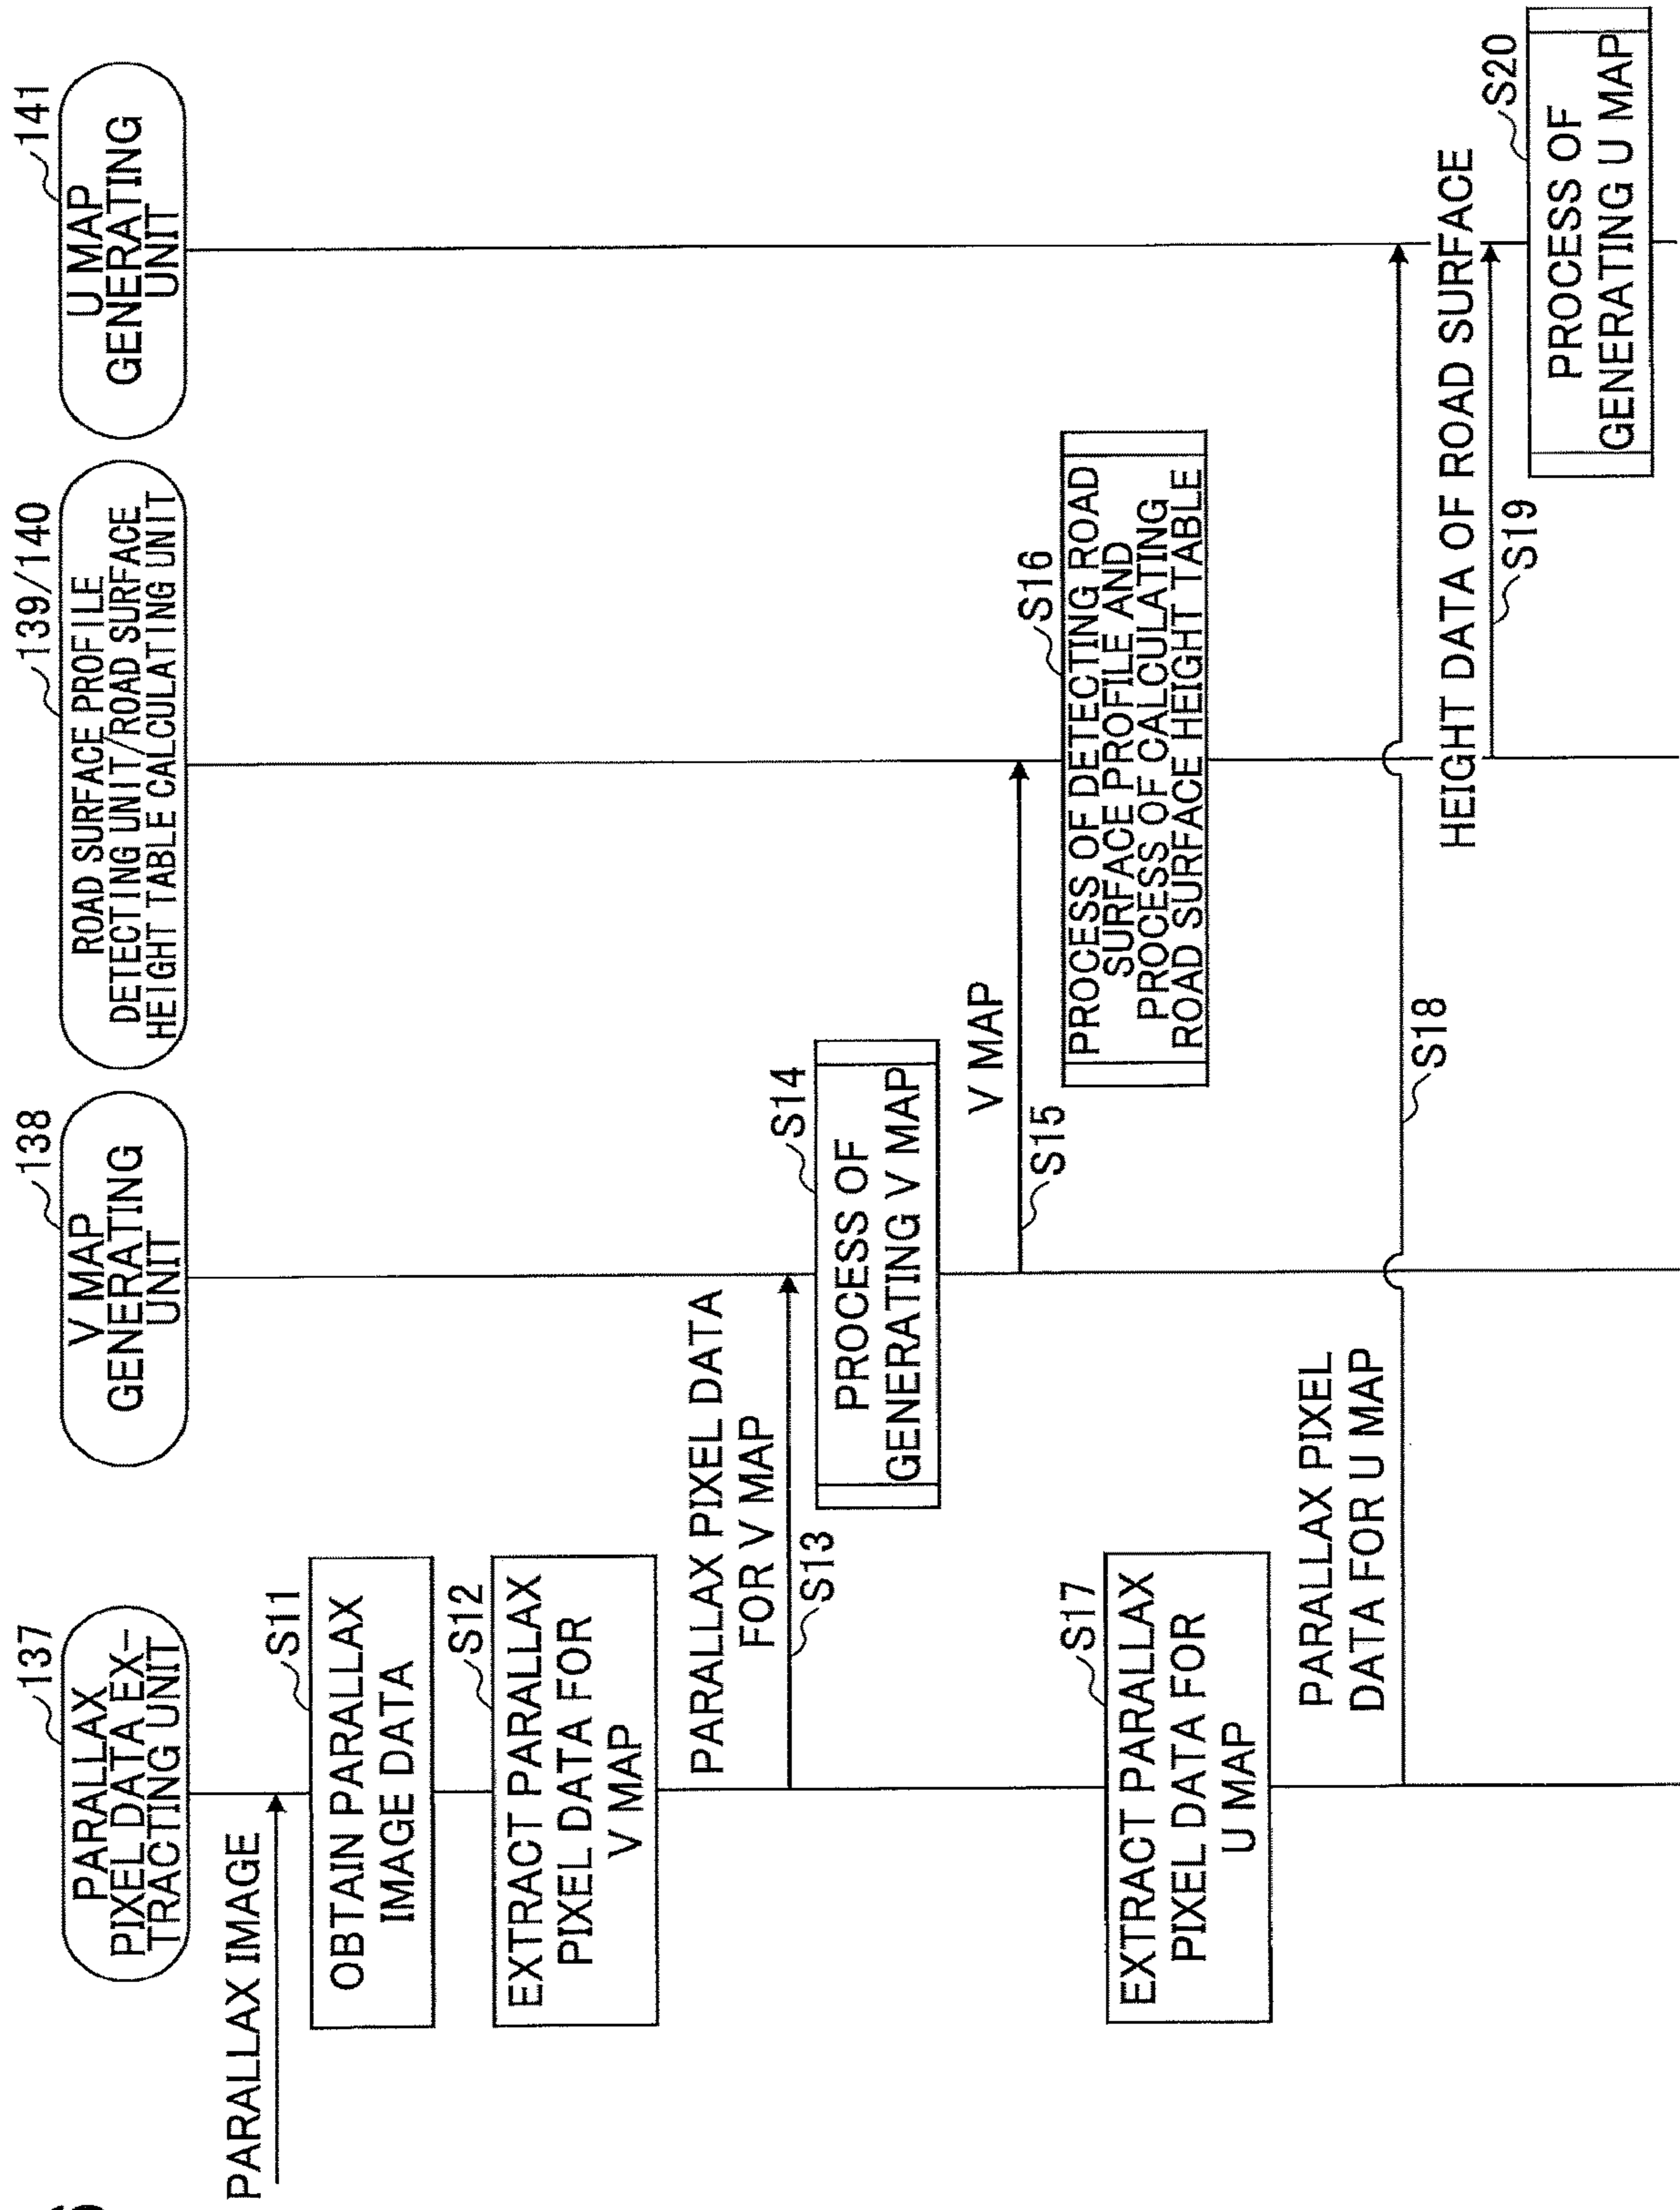 137
PARALLAX
PIXEL DATA EX-
TRACTING UNIT
138
V MAP
GENERATING
UNIT
139/140
ROAD SURFACE PROFILE
DETECTING UNIT/ROAD SURFACE
HEIGHT TABLE CALCULATING UNIT
141
U MAP
GENERATING
UNIT
PARALLAX IMAGE
S11
OBTAIN PARALLAX
IMAGE DATA
S12
EXTRACT PARALLAX
PIXEL DATA FOR
V MAP
PARALLAX PIXEL DATA
FOR V MAP
S13
S14
PROCESS OF
GENERATING V MAP
V MAP
S15
S16
PROCESS OF DETECTING ROAD
SURFACE PROFILE AND
PROCESS OF CALCULATING
ROAD SURFACE HEIGHT TABLE
S17
EXTRACT PARALLAX
PIXEL DATA FOR
U MAP
PARALLAX PIXEL
DATA FOR U MAP
S18
HEIGHT DATA OF ROAD SURFACE
S19
S20
PROCESS OF
GENERATING U MAP